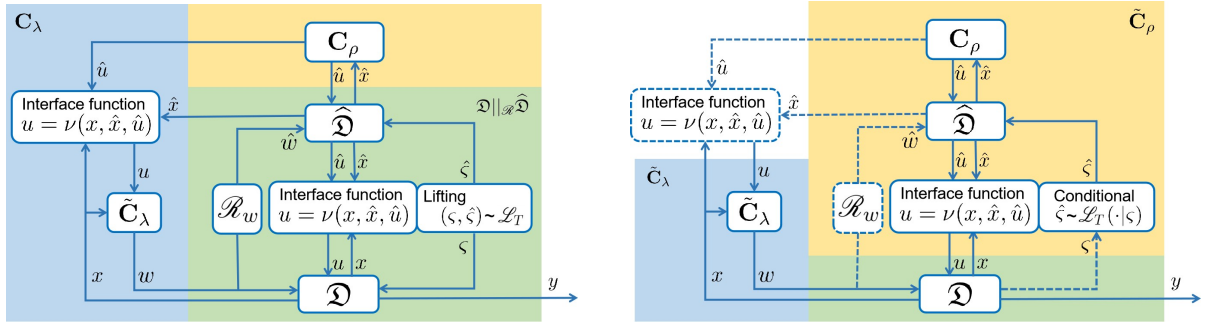 C_λ
C_ρ
û
û
x̂
Interface function
u = ν(x, x̂, û)
x̂
𝔇||_ℛ 𝔇̂
𝔇̂
ŵ
û
x̂
ς̂
u
C̃_λ
ℛ_w
Interface function
u = ν(x, x̂, û)
Lifting
(ς, ς̂)~ℒ_T
ς
x
w
u
x
𝔇
y
C̃_ρ
C_ρ
û
û
x̂
Interface function
u = ν(x, x̂, û)
x̂
𝔇̂
ŵ
û
x̂
ς̂
C̃_λ
u
C̃_λ
ℛ_w
Interface function
u = ν(x, x̂, û)
Conditional
ς̂~ℒ_T(·|ς)
ς
x
w
u
x
𝔇
y